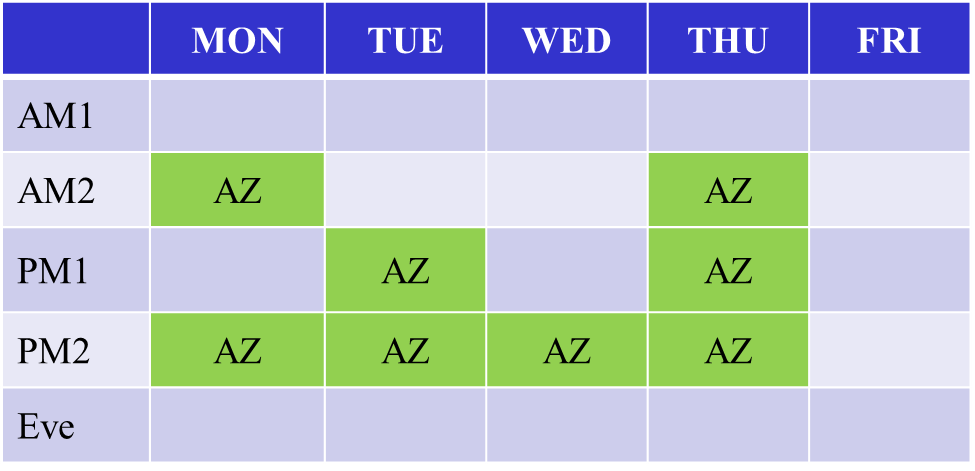 MON TUE WED THU FRI
AM1
AM2 AZ AZ
PM1 AZ AZ
PM2 AZ AZ AZ AZ
Eve